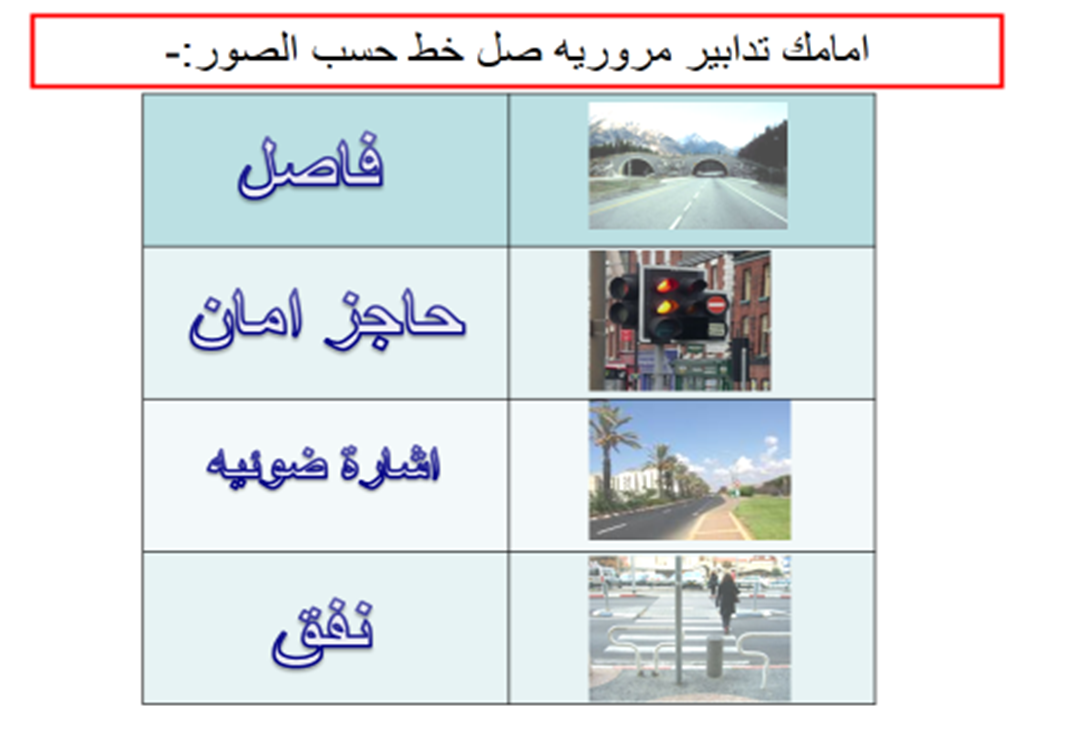 امامك تدابير مروريه صل خط حسب الصور:-
فاصل
حاجز امان
اشارة ضوئيه
نفق